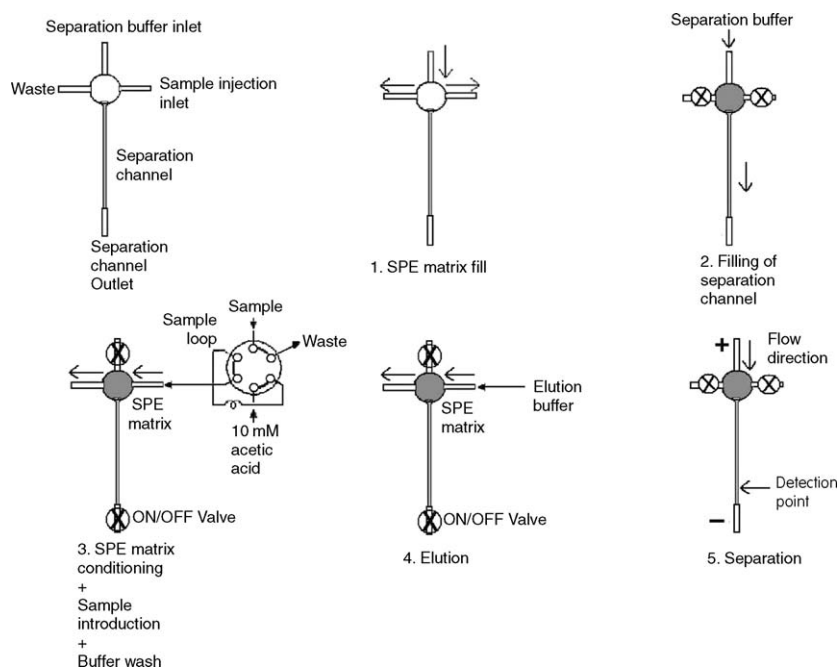 Separation buffer inlet
Waste
Sample injection
inlet
Separation
channel
Separation
channel
Outlet
1. SPE matrix fill
Separation buffer
X
X
2. Filling of
separation
channel
X
Sample
Sample
loop
Waste
SPE
matrix
10 mM
acetic
acid
X
ON/OFF Valve
3. SPE matrix
conditioning
+
Sample
introduction
+
Buffer wash
X
SPE
matrix
Elution
buffer
X
ON/OFF Valve
4. Elution
+
Flow
direction
X
X
Detection
point
−
5. Separation